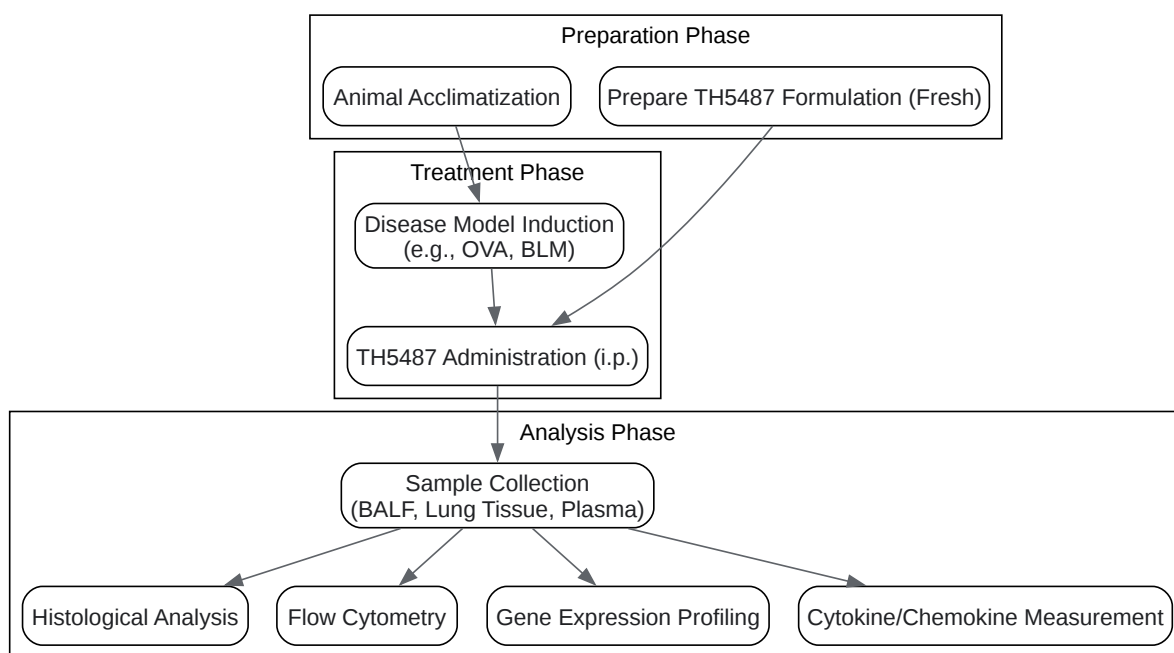 Preparation Phase
Animal Acclimatization
Prepare TH5487 Formulation (Fresh)
Treatment Phase
Disease Model Induction
(e.g., OVA, BLM)
TH5487 Administration (i.p.)
Analysis Phase
Sample Collection
(BALF, Lung Tissue, Plasma)
Histological Analysis
Flow Cytometry
Gene Expression Profiling
Cytokine/Chemokine Measurement